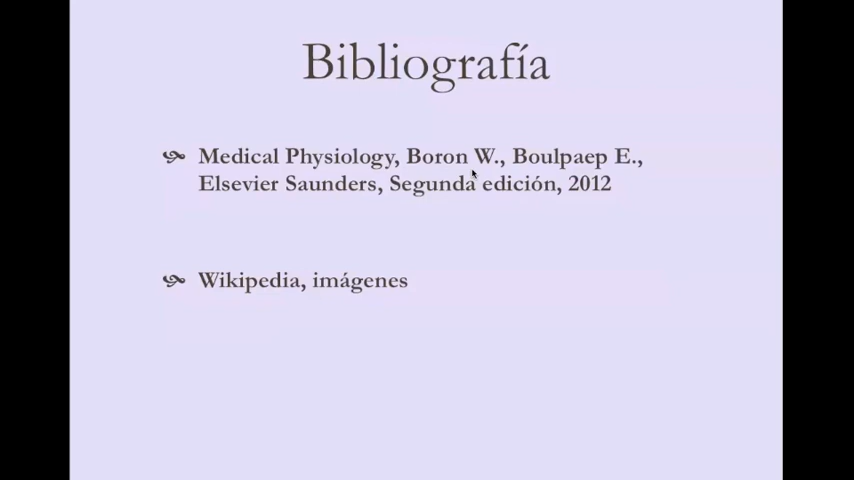 Bibliografía
Medical Physiology, Boron W., Boulpaep E.,
Elsevier Saunders, Segunda edición, 2012
Wikipedia, imágenes